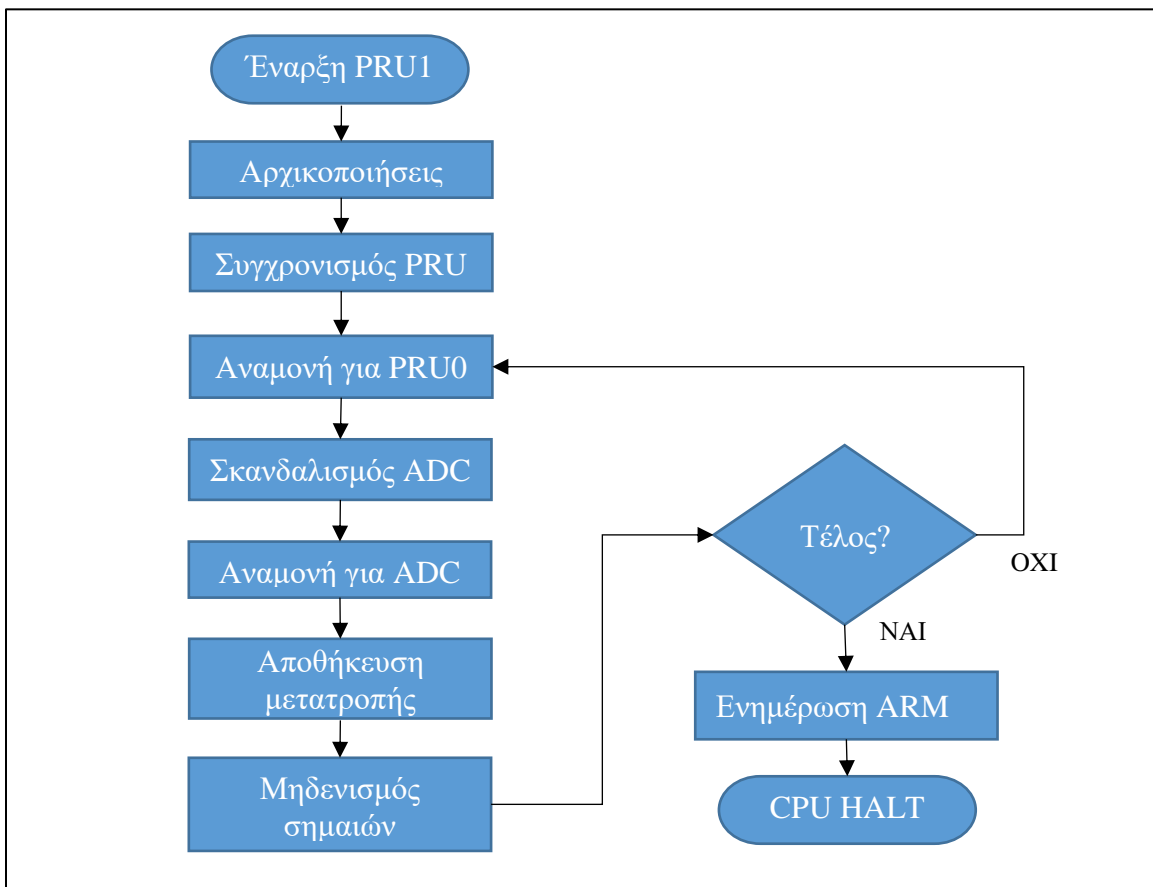 Έναρξη PRU1
Αρχικοποιήσεις
Συγχρονισμός PRU
Αναμονή για PRU0
Σκανδαλισμός ADC
Αναμονή για ADC
Αποθήκευση
μετατροπής
Μηδενισμός
σημαιών
Τέλος?
ΟΧΙ
ΝΑΙ
Ενημέρωση ARM
CPU HALT